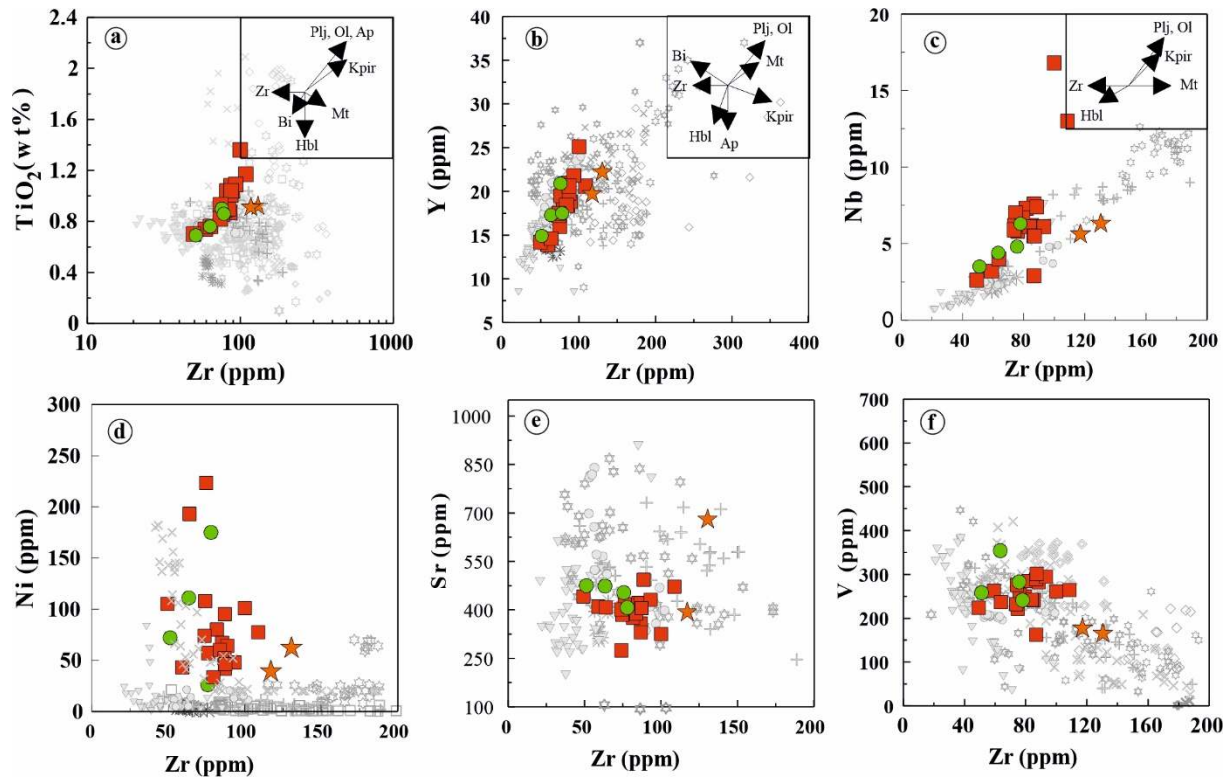 2.4
2.0
1.6
1.2
0.8
0.4
0
TiO2(wt%)
a
Plj, Ol, Ap
Kpir
Zr
Bi
Mt
Hbl
10
100
1000
Zr (ppm)
40
35
30
25
20
15
10
5
Y (ppm)
b
Plj, Ol
Bi
Mt
Zr
Kpir
Hbl
Ap
0
100
200
300
400
Zr (ppm)
20
15
10
5
0
Nb (ppm)
c
Plj, Ol
Kpir
Zr
Mt
Hbl
0
40
80
120
160
200
Zr (ppm)
300
250
200
150
100
50
0
Ni (ppm)
d
0
50
100
150
200
Zr (ppm)
1000
850
700
550
400
250
100
Sr (ppm)
e
0
50
100
150
200
Zr (ppm)
700
600
500
400
300
200
100
0
V (ppm)
f
0
40
80
120
160
200
Zr (ppm)